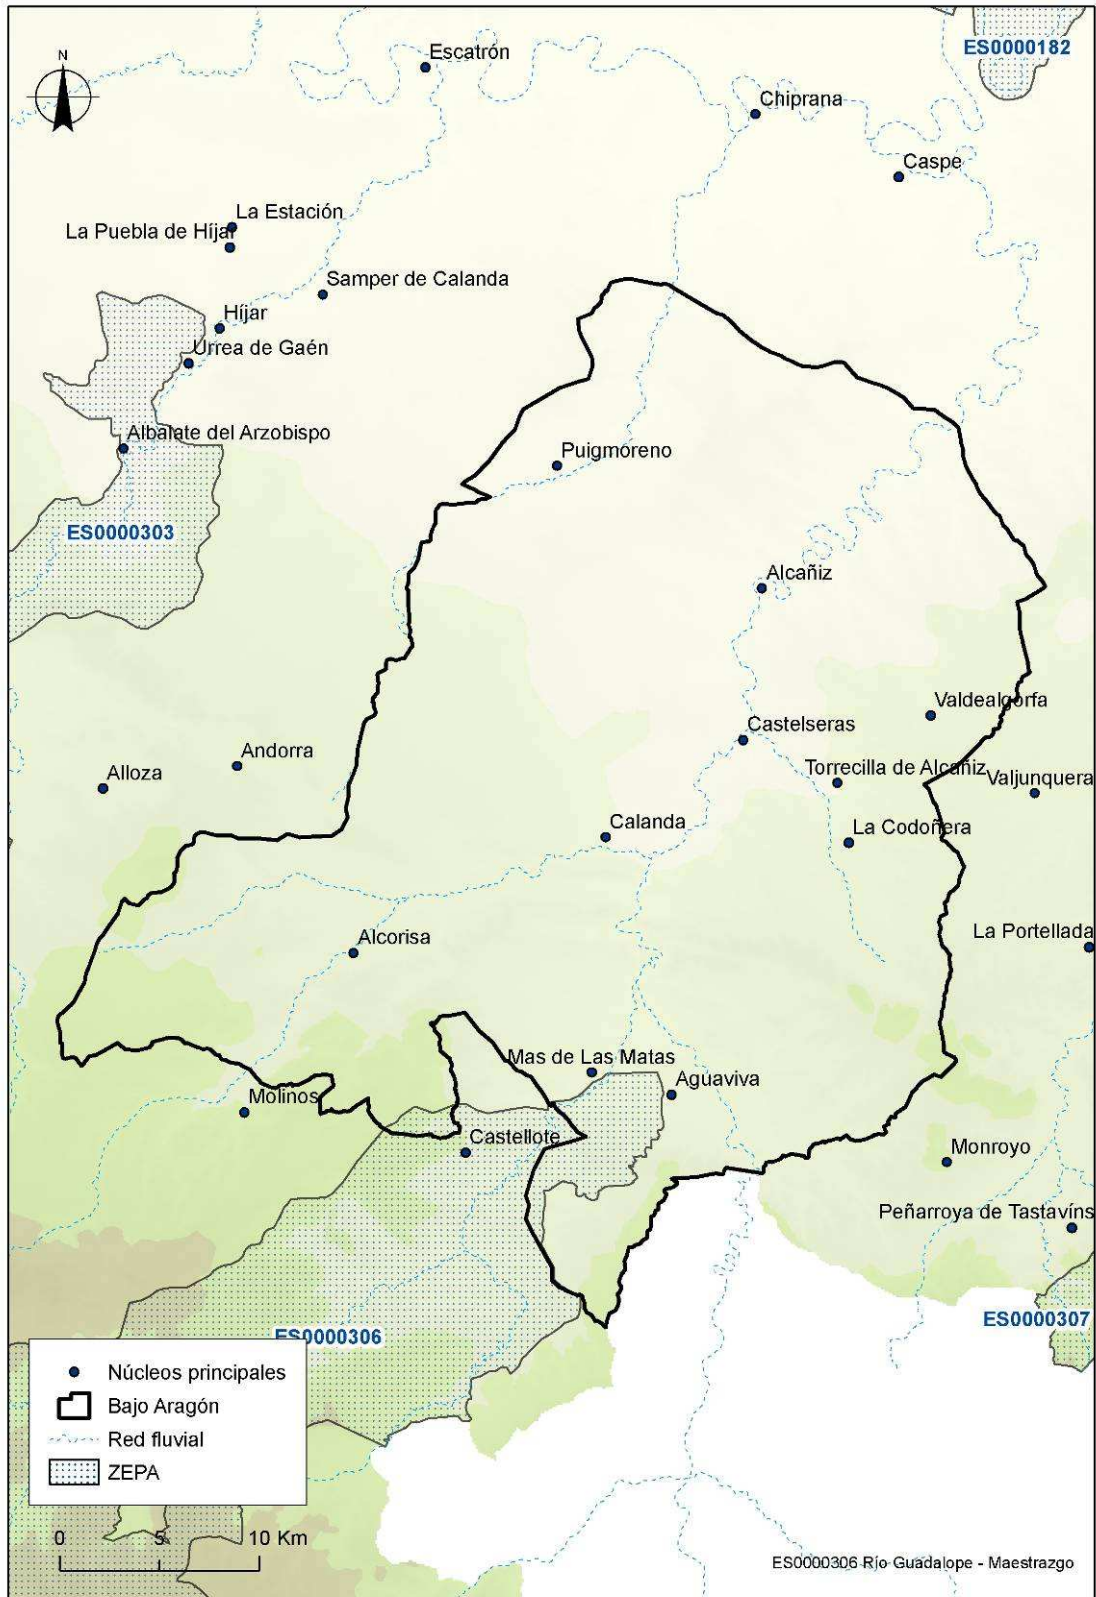 ES0000182
N
Escatrón
Chiprana
Caspe
La Estación
La Puebla de Híjar
Samper de Calanda
Híjar
Urrea de Gaén
Albalate del Arzobispo
Puigmoreno
ES0000303
Alcañiz
Valdealgorfa
Castelseras
Andorra
Alloza
Torrecilla de Alcañiz
Valjunquera
Calanda
La Codoñera
Alcorisa
La Portellada
Mas de Las Matas
Aguaviva
Molinos
Castellote
Monroyo
Peñarroya de Tastavíns
ES0000307
ES0000306
Núcleos principales
Bajo Aragón
Red fluvial
ZEPA
0 5 10 Km
ES0000306 Río Guadalope - Maestrazgo